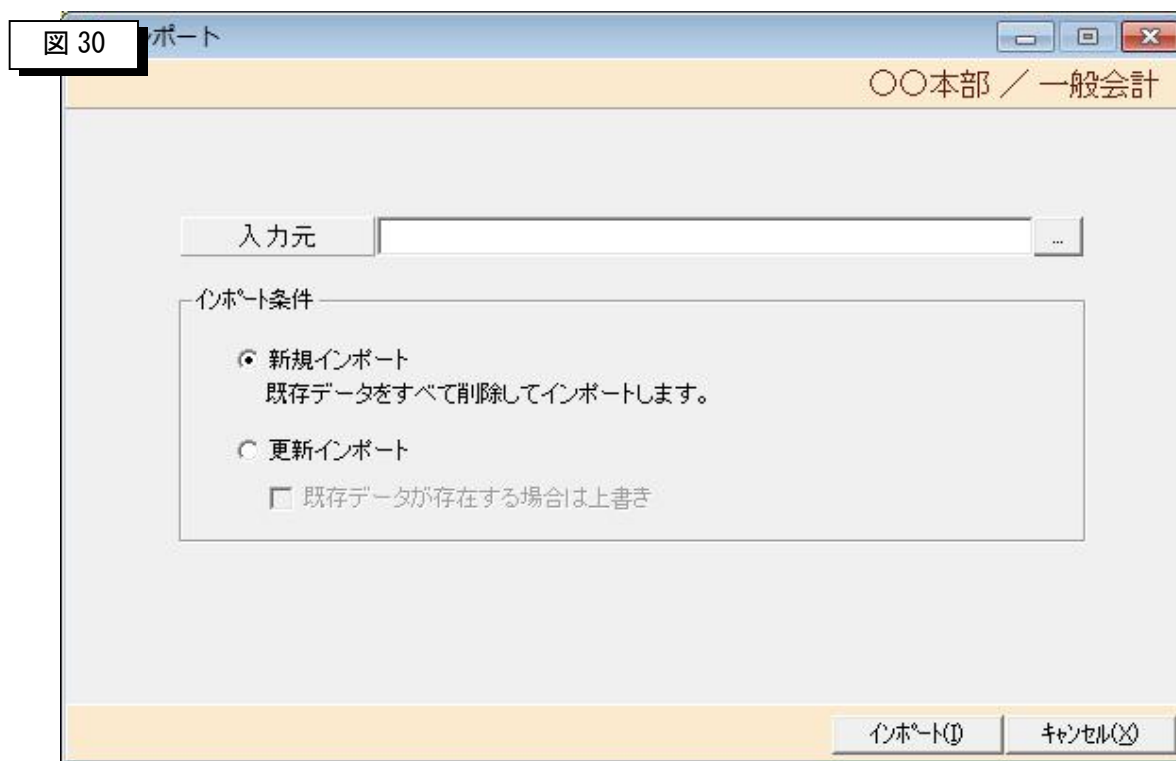 図 30
ンポート
〇〇本部 / 一般会計
入力元
...
インポート条件
新規インポート
既存データをすべて削除してインポートします。
更新インポート
既存データが存在する場合は上書き
インポート(I)
キャンセル(X)